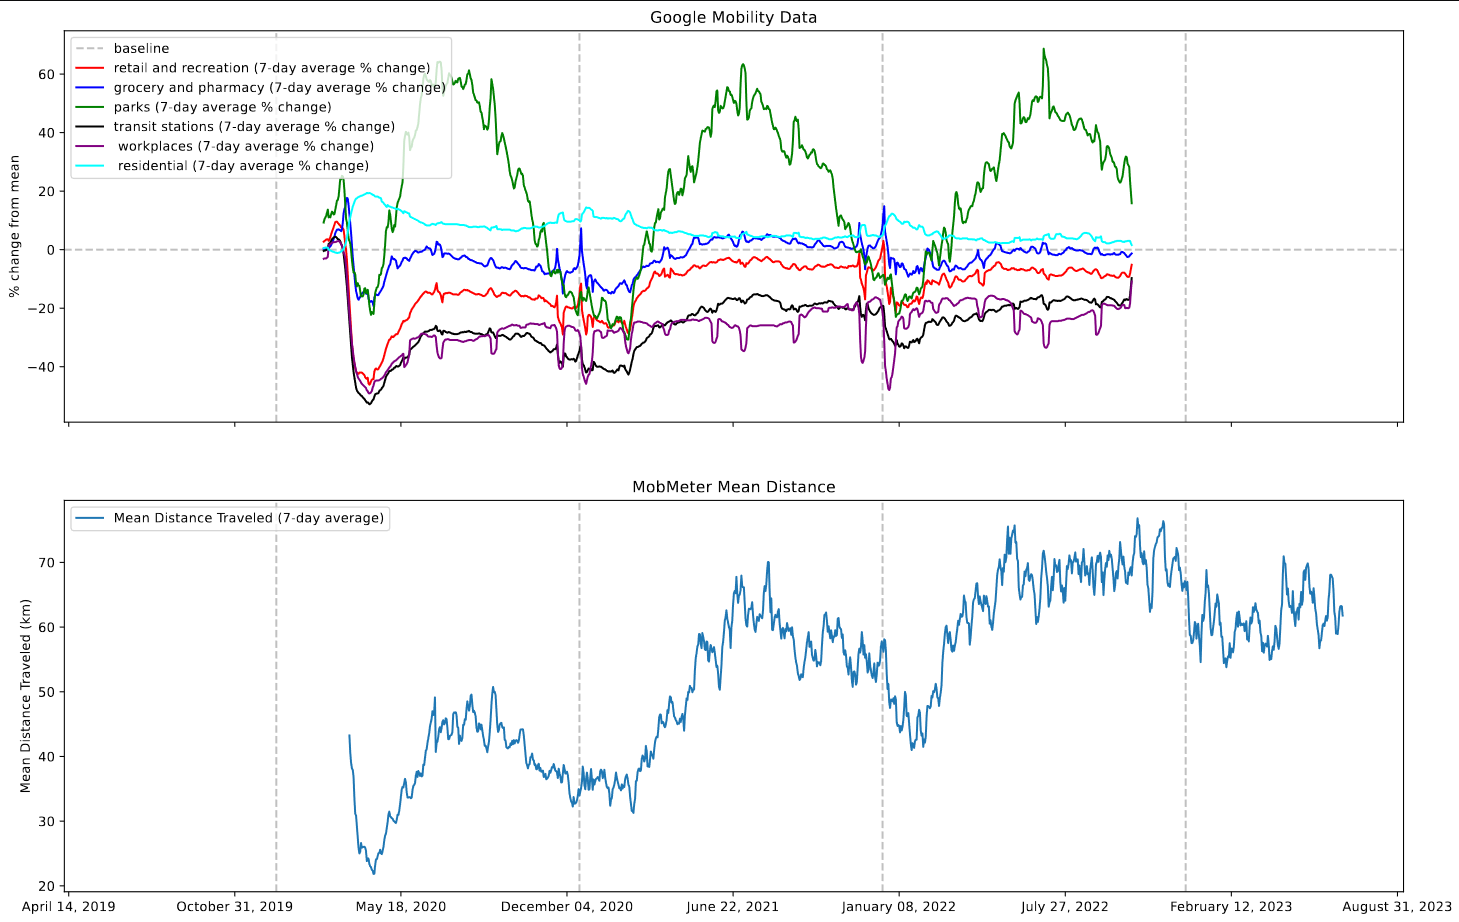 Google Mobility Data
baseline
retail and recreation (7-day average % change)
grocery and pharmacy (7-day average % change)
parks (7-day average % change)
transit stations (7-day average % change)
workplaces (7-day average % change)
residential (7-day average % change)
% change from mean
60
40
20
0
−20
−40
MobMeter Mean Distance
Mean Distance Traveled (7-day average)
Mean Distance Traveled (km)
70
60
50
40
30
20
April 14, 2019 October 31, 2019 May 18, 2020 December 04, 2020 June 22, 2021 January 08, 2022 July 27, 2022 February 12, 2023 August 31, 2023